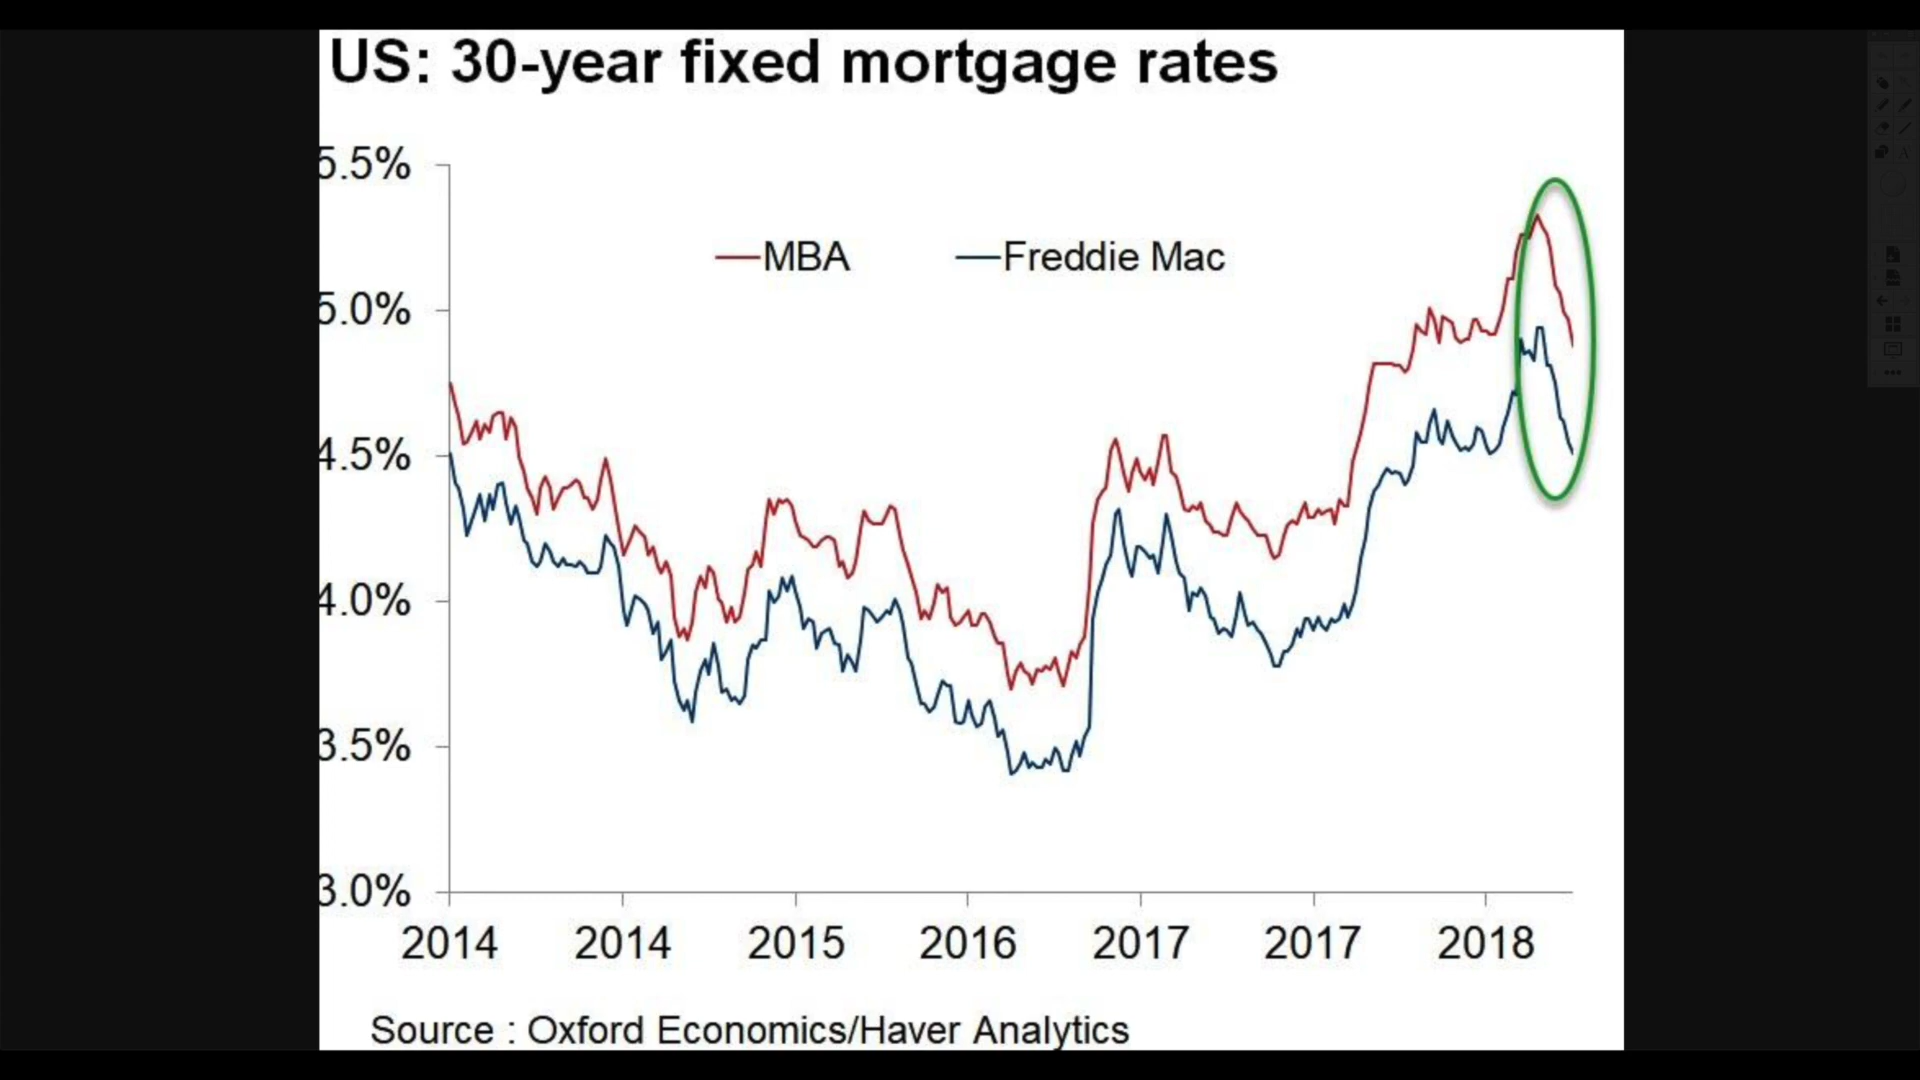 US: 30-year fixed mortgage rates
5.5%
MBA
Freddie Mac
5.0%
4.5%
4.0%
3.5%
3.0%
2014 2014 2015 2016 2017 2017 2018
Source : Oxford Economics/Haver Analytics